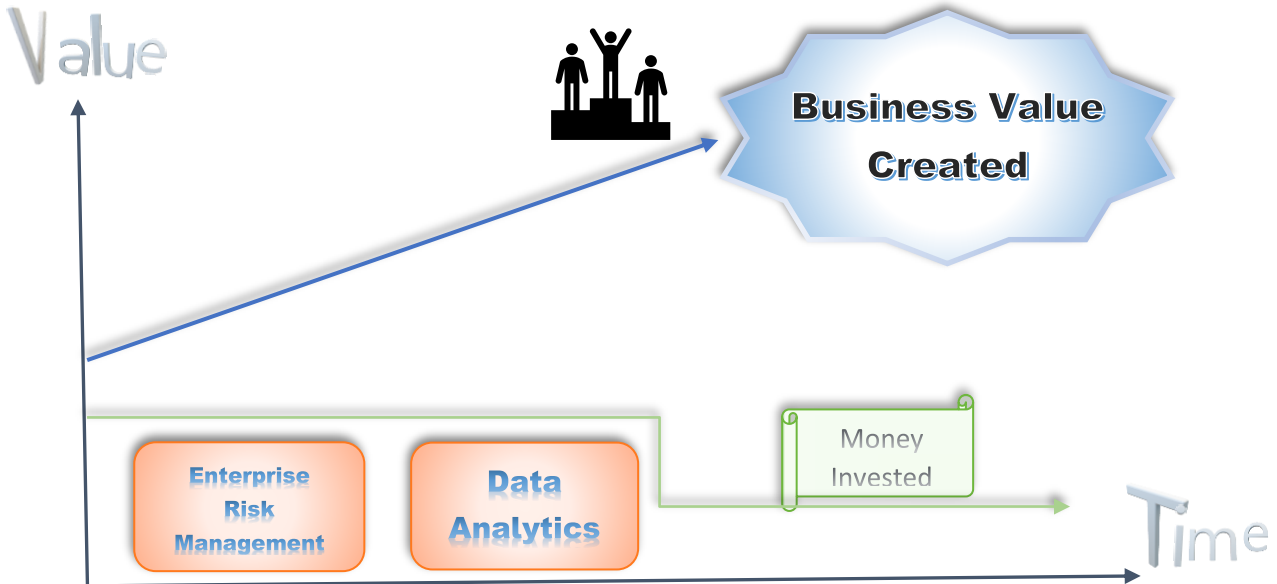 Value
Business Value
Created
Money
Invested
Enterprise
Risk
Management
Data
Analytics
Time